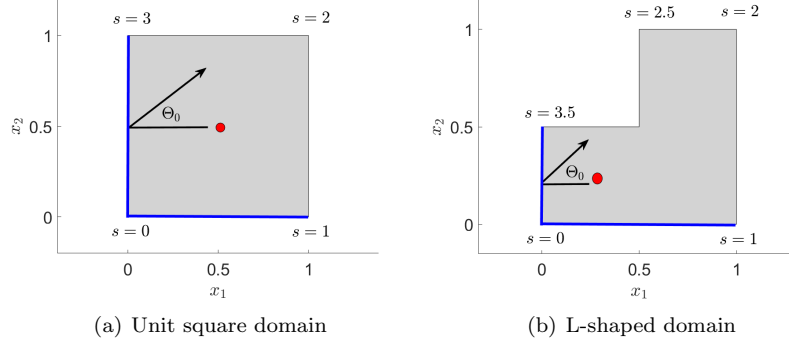 s = 3
s = 2
1
x₂
0.5
Θ₀
0
s = 0
s = 1
0
0.5
1
x₁
(a) Unit square domain
s = 2.5
s = 2
1
x₂
s = 3.5
0.5
Θ₀
0
s = 0
s = 1
0
0.5
1
x₁
(b) L-shaped domain